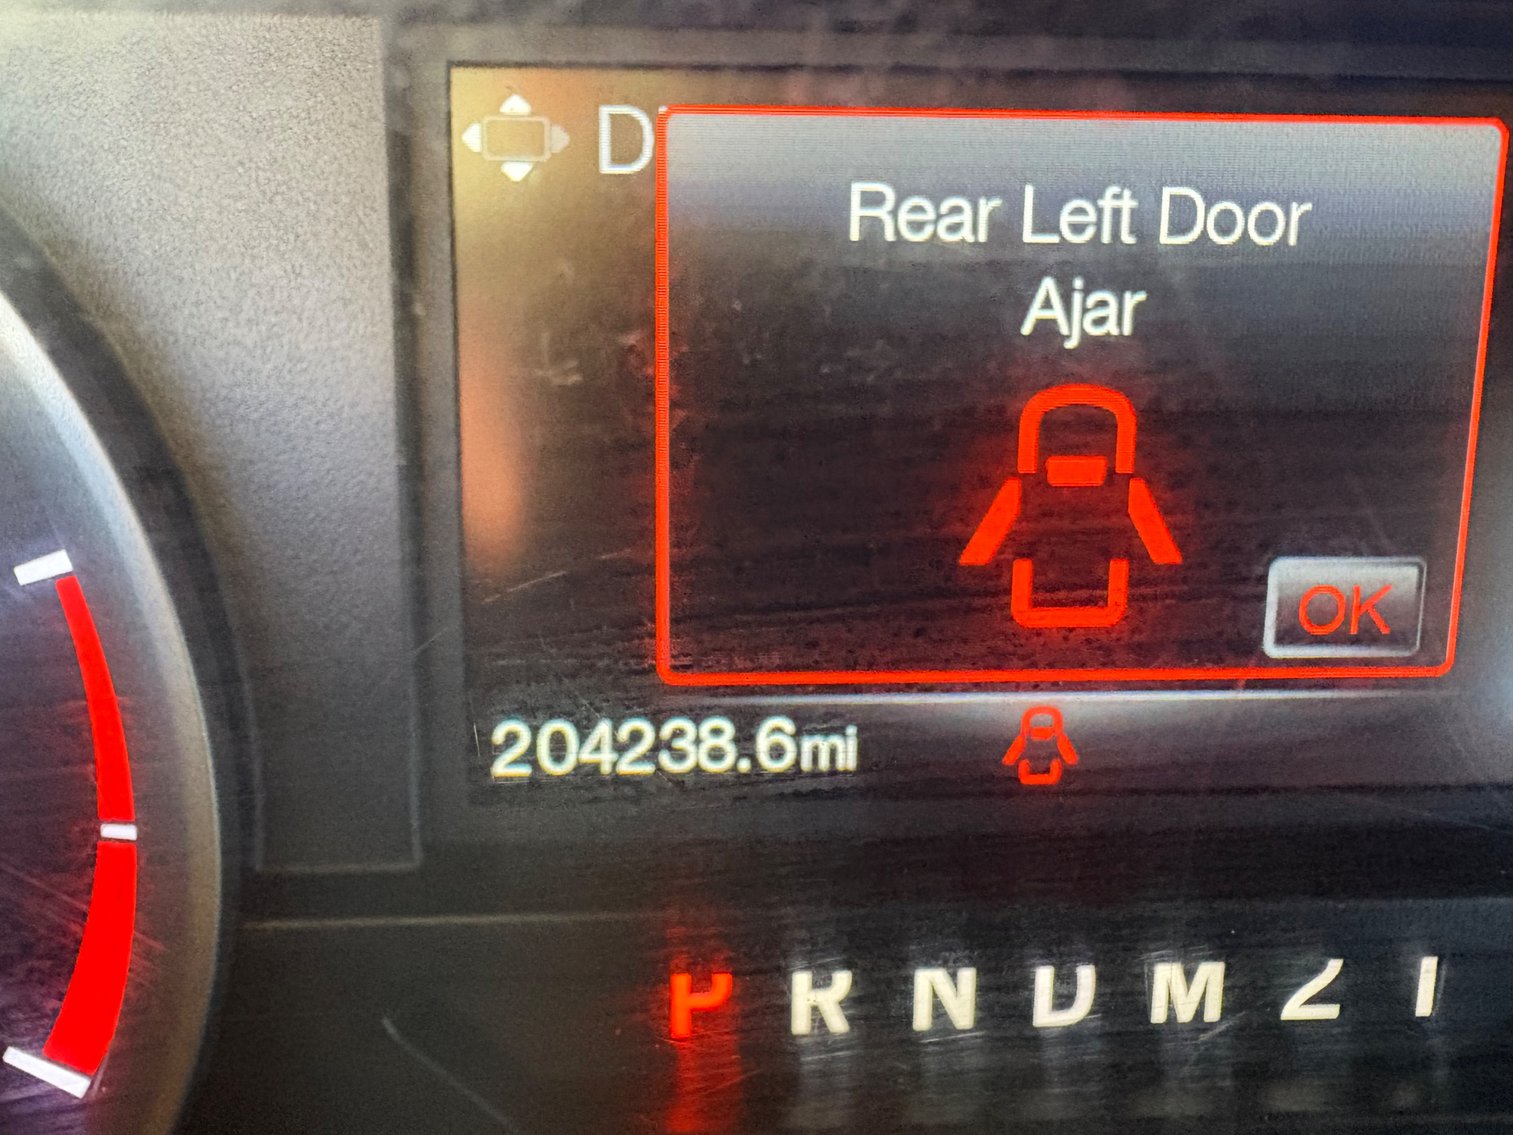 D
Rear Left Door
Ajar
OK
204238.6mi
P R N D M 2 1